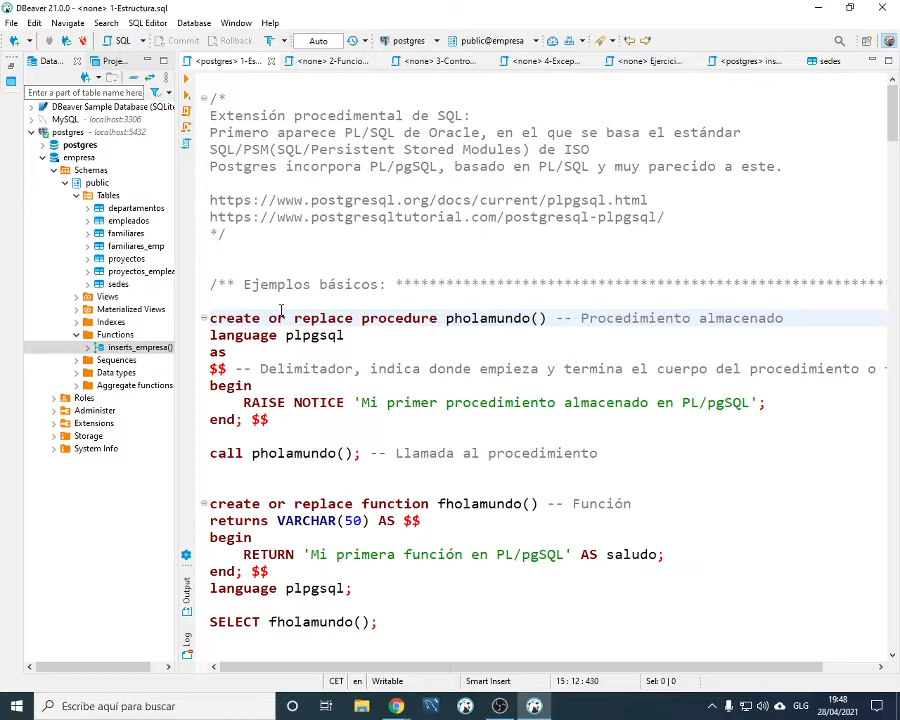 DBeaver 21.0.0 - <none> 1-Estructura.sql
File Edit Navigate Search SQL Editor Database Window Help
SQL Commit Rollback Auto postgres public@empresa
Data... Proje... <postgres> 1-Es... <none> 2-Funcio... <none> 3-Contro... <none> 4-Excep... <none> Ejercici... <postgres> ins... sedes
Enter a part of table name here
DBeaver Sample Database (SQLite
MySQL - localhost:3306
postgres - localhost:5432
postgres
empresa
Schemas
public
Tables
departamentos
empleados
familiares
familiares_emp
proyectos
proyectos_emplea
sedes
Views
Materialized Views
Indexes
Functions
inserts_empresa()
Sequences
Data types
Aggregate functions
Roles
Administer
Extensions
Storage
System Info
/*
Extensión procedimental de SQL:
Primero aparece PL/SQL de Oracle, en el que se basa el estándar
SQL/PSM(SQL/Persistent Stored Modules) de ISO
Postgres incorpora PL/pgSQL, basado en PL/SQL y muy parecido a este.
https://www.postgresql.org/docs/current/plpgsql.html
https://www.postgresqltutorial.com/postgresql-plpgsql/
*/
/** Ejemplos básicos: **********************************************************
create or replace procedure pholamundo() -- Procedimiento almacenado
language plpgsql
as
$$ -- Delimitador, indica donde empieza y termina el cuerpo del procedimiento o
begin
RAISE NOTICE 'Mi primer procedimiento almacenado en PL/pgSQL';
end; $$
call pholamundo(); -- Llamada al procedimiento
create or replace function fholamundo() -- Función
returns VARCHAR(50) AS $$
begin
RETURN 'Mi primera función en PL/pgSQL' AS saludo;
end; $$
language plpgsql;
SELECT fholamundo();
Output
Log
CET en Writable Smart Insert 15 : 12 : 430 Sel: 0 | 0
Escribe aquí para buscar
GLG
19:48
28/04/2021